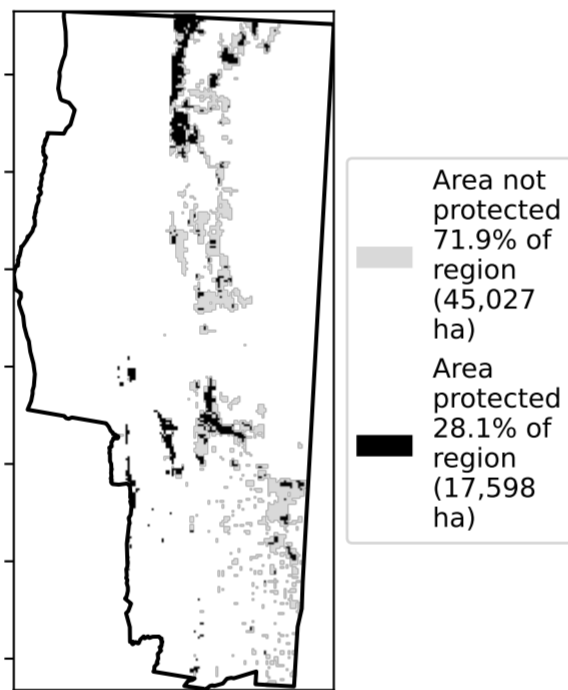 Area not
protected
71.9% of
region
(45,027
ha)
Area
protected
28.1% of
region
(17,598
ha)